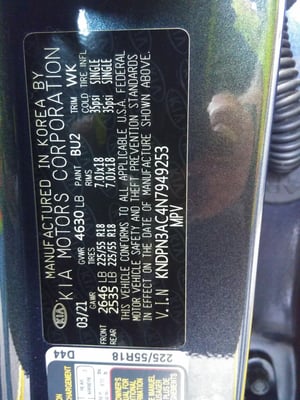 MANUFACTURED IN KOREA BY
KIA KIA MOTORS CORPORATION
03/21 GVWR 4630 LB PAINT BU2 TRIM WK
GAWR TIRES RIMS COLD TIRE INFL.
FRONT 2646 LB 225/55 R18 7.0Jx18 35psi SINGLE
REAR 2535 LB 225/55 R18 7.0Jx18 35psi SINGLE
THIS VEHICLE CONFORMS TO ALL APPLICABLE U.S.A. FEDERAL
MOTOR VEHICLE SAFETY AND THEFT PREVENTION STANDARDS
IN EFFECT ON THE DATE OF MANUFACTURE SHOWN ABOVE.
V.I.N KNDPN3AC4N7949253
MPV
D44
225/55R18